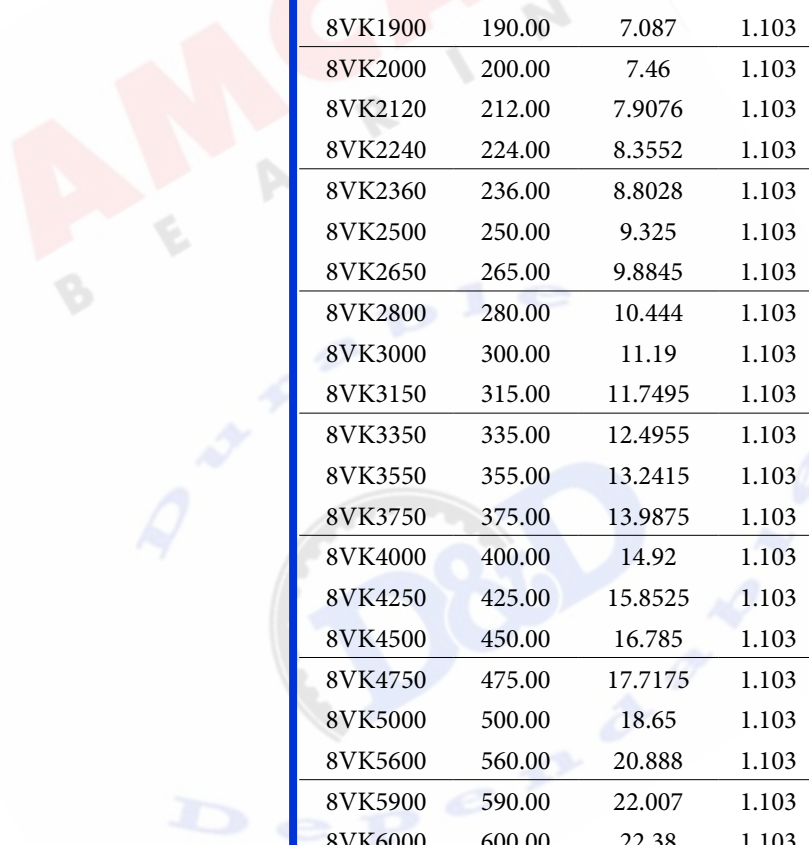 8VK1900 190.00 7.087 1.103
8VK2000 200.00 7.46 1.103
8VK2120 212.00 7.9076 1.103
8VK2240 224.00 8.3552 1.103
8VK2360 236.00 8.8028 1.103
8VK2500 250.00 9.325 1.103
8VK2650 265.00 9.8845 1.103
8VK2800 280.00 10.444 1.103
8VK3000 300.00 11.19 1.103
8VK3150 315.00 11.7495 1.103
8VK3350 335.00 12.4955 1.103
8VK3550 355.00 13.2415 1.103
8VK3750 375.00 13.9875 1.103
8VK4000 400.00 14.92 1.103
8VK4250 425.00 15.8525 1.103
8VK4500 450.00 16.785 1.103
8VK4750 475.00 17.7175 1.103
8VK5000 500.00 18.65 1.103
8VK5600 560.00 20.888 1.103
8VK5900 590.00 22.007 1.103
8VK6000 600.00 22.38 1.103
Durable
D&D